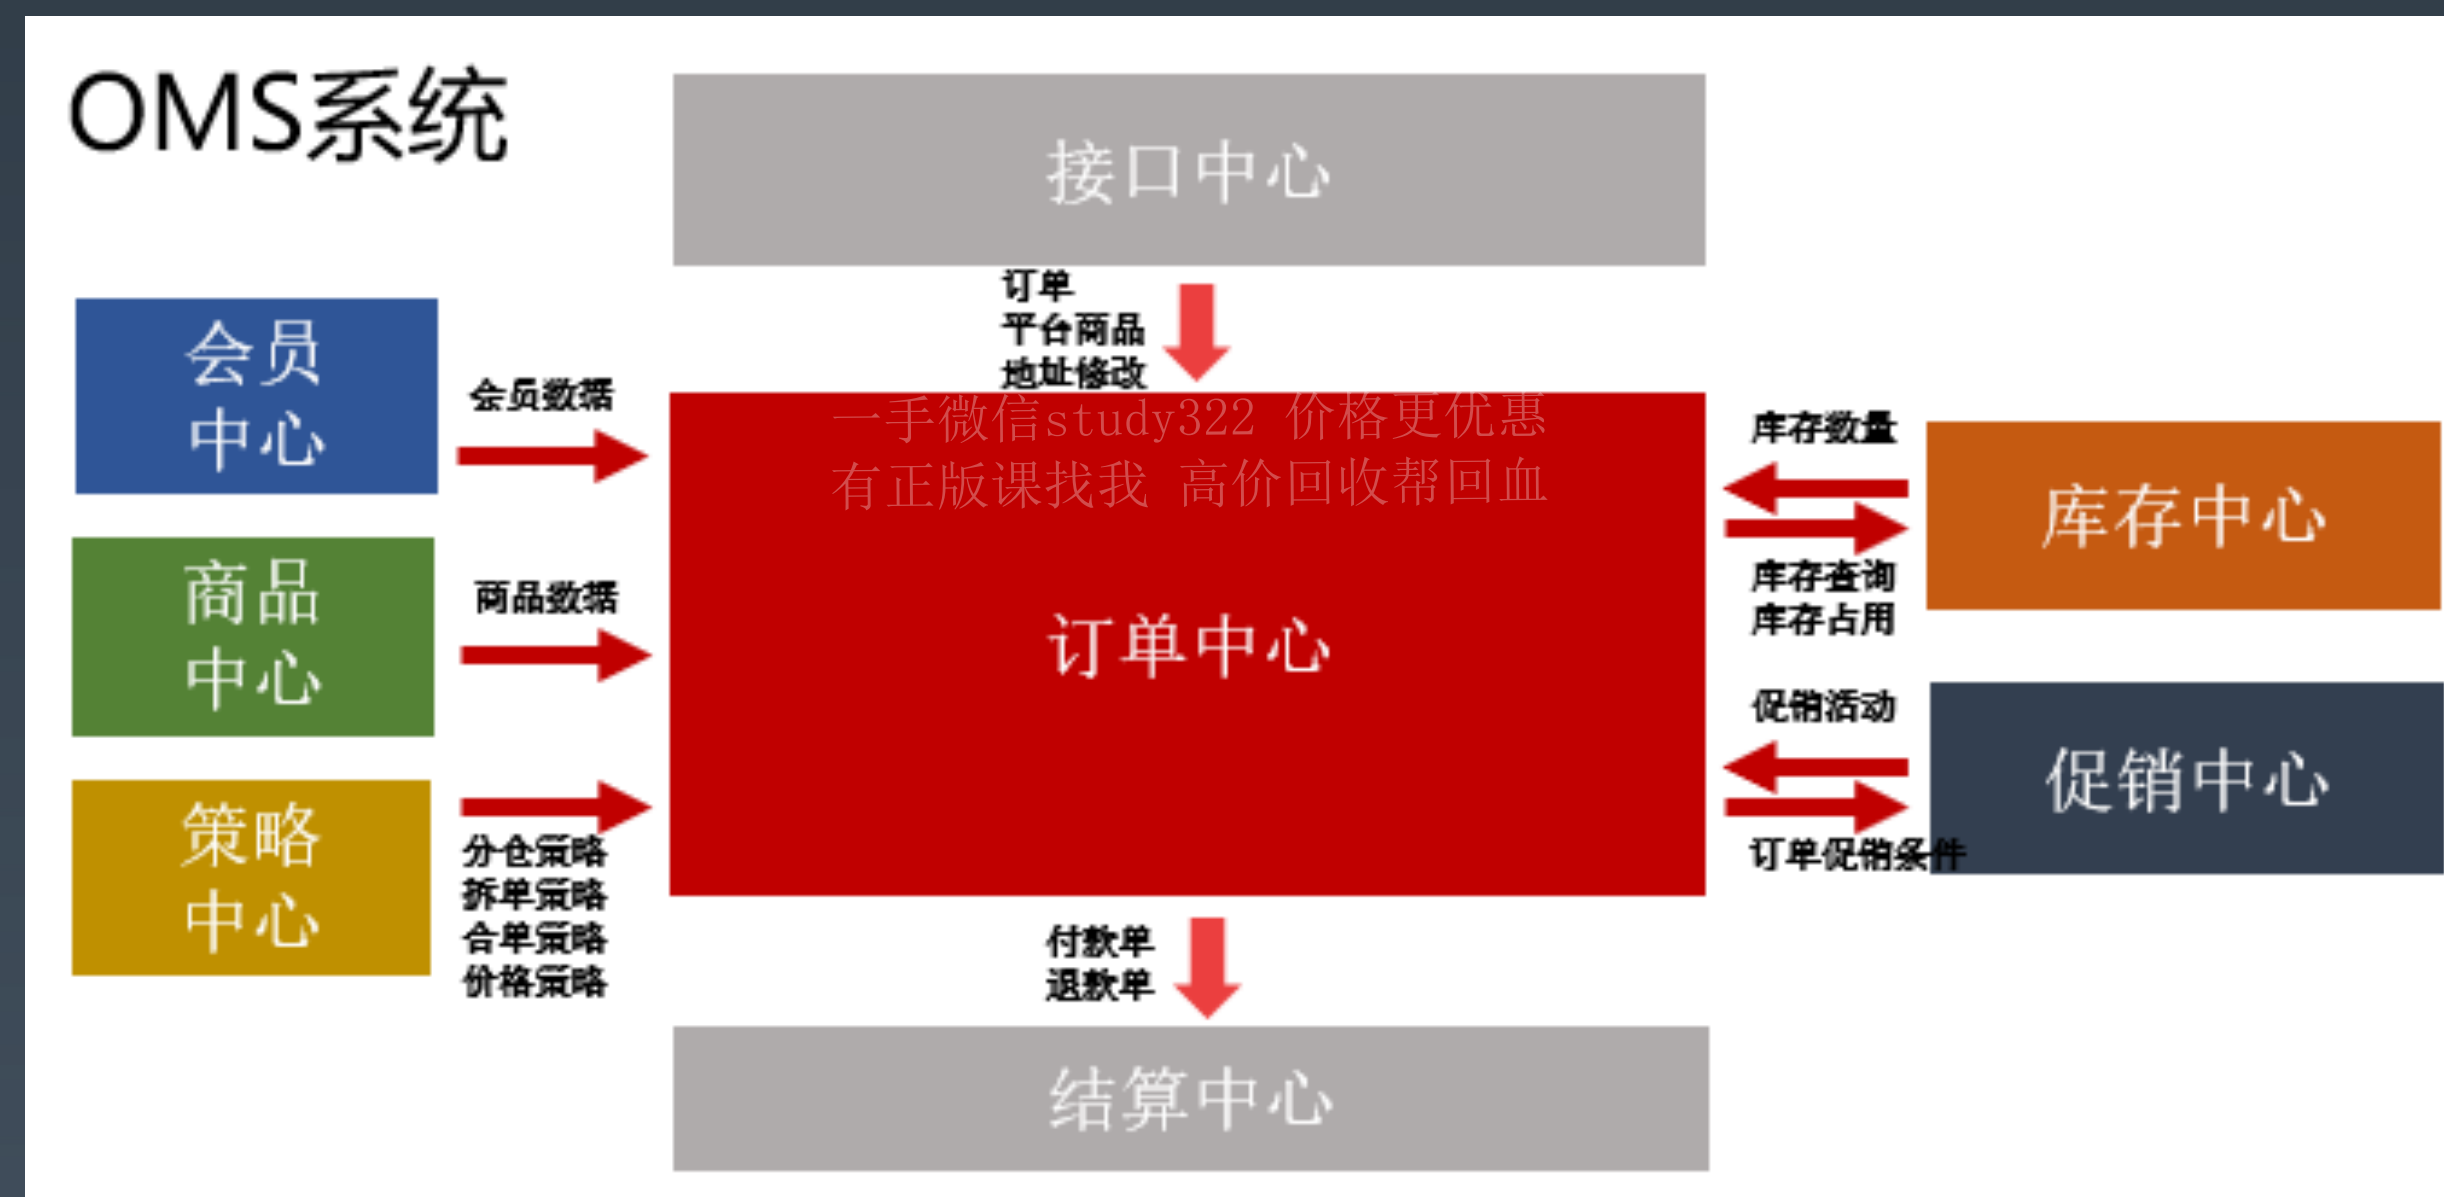 OMS系统
接口中心
订单
平台商品
地址修改
会员
中心
会员数据
商品
中心
商品数据
策略
中心
分仓策略
拆单策略
合单策略
价格策略
一手微信study322 价格更优惠
有正版课找我 高价回收帮回血
订单中心
库存数量
库存查询
库存占用
库存中心
促销活动
订单促销条件
促销中心
付款单
退款单
结算中心